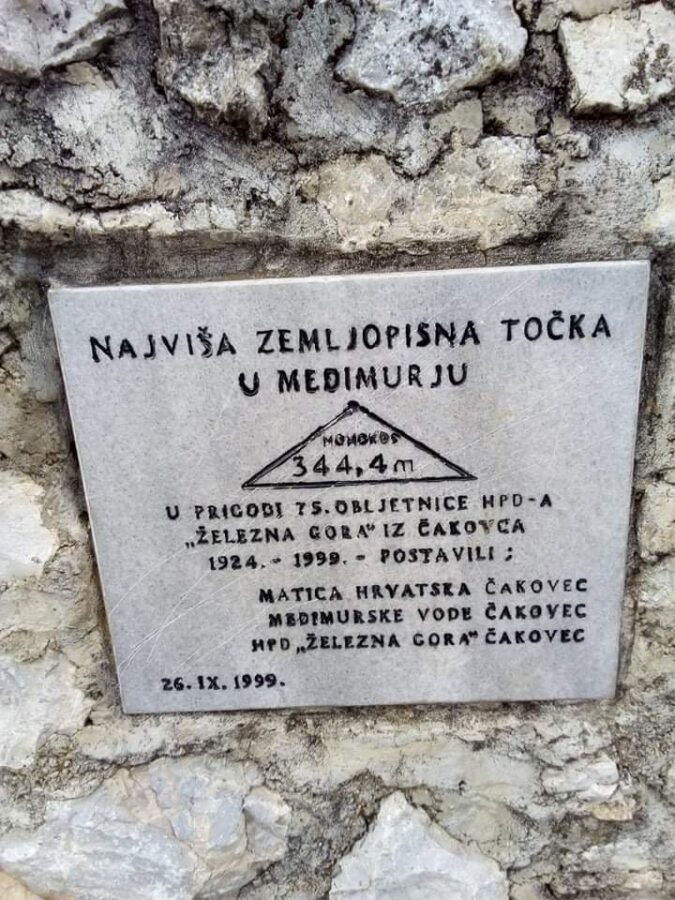 NAJVIŠA ZEMLJOPISNA TOČKA
U MEĐIMURJU
MOHOKOS
344,4m
U PRIGODI 75. OBLJETNICE HPD-A
„ŽELEZNA GORA" IZ ČAKOVCA
1924. - 1999. - POSTAVILI :
MATICA HRVATSKA ČAKOVEC
MEĐIMURSKE VODE ČAKOVEC
HPD „ŽELEZNA GORA" ČAKOVEC
26. IX. 1999.